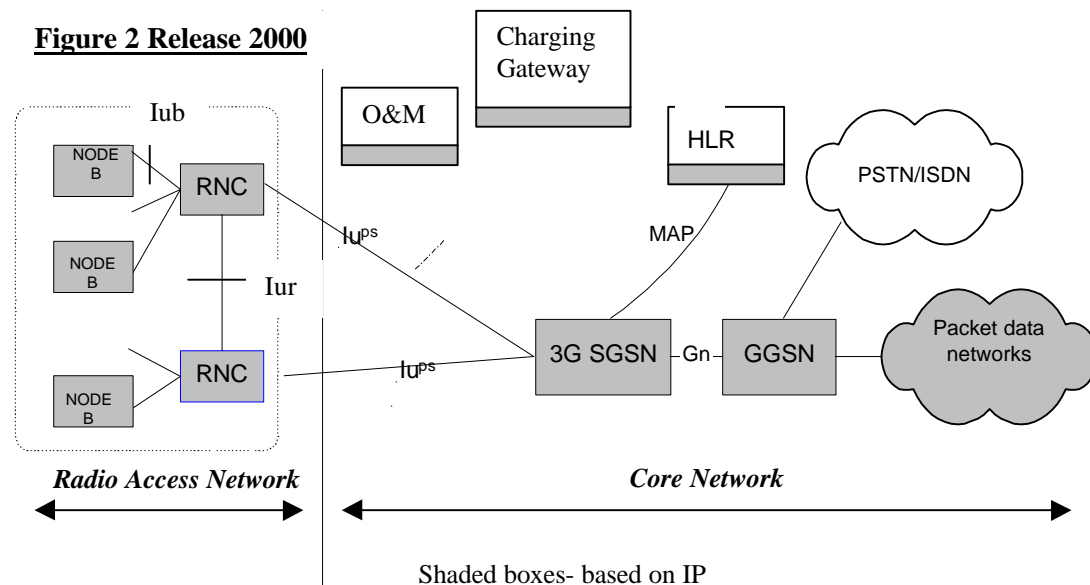 Figure 2 Release 2000
Charging
Gateway
O&M
HLR
PSTN/ISDN
Iub
NODE
B
RNC
NODE
B
Iur
RNC
NODE
B
Iups
Iups
MAP
3G SGSN
Gn
GGSN
Packet data
networks
Radio Access Network
Core Network
Shaded boxes- based on IP